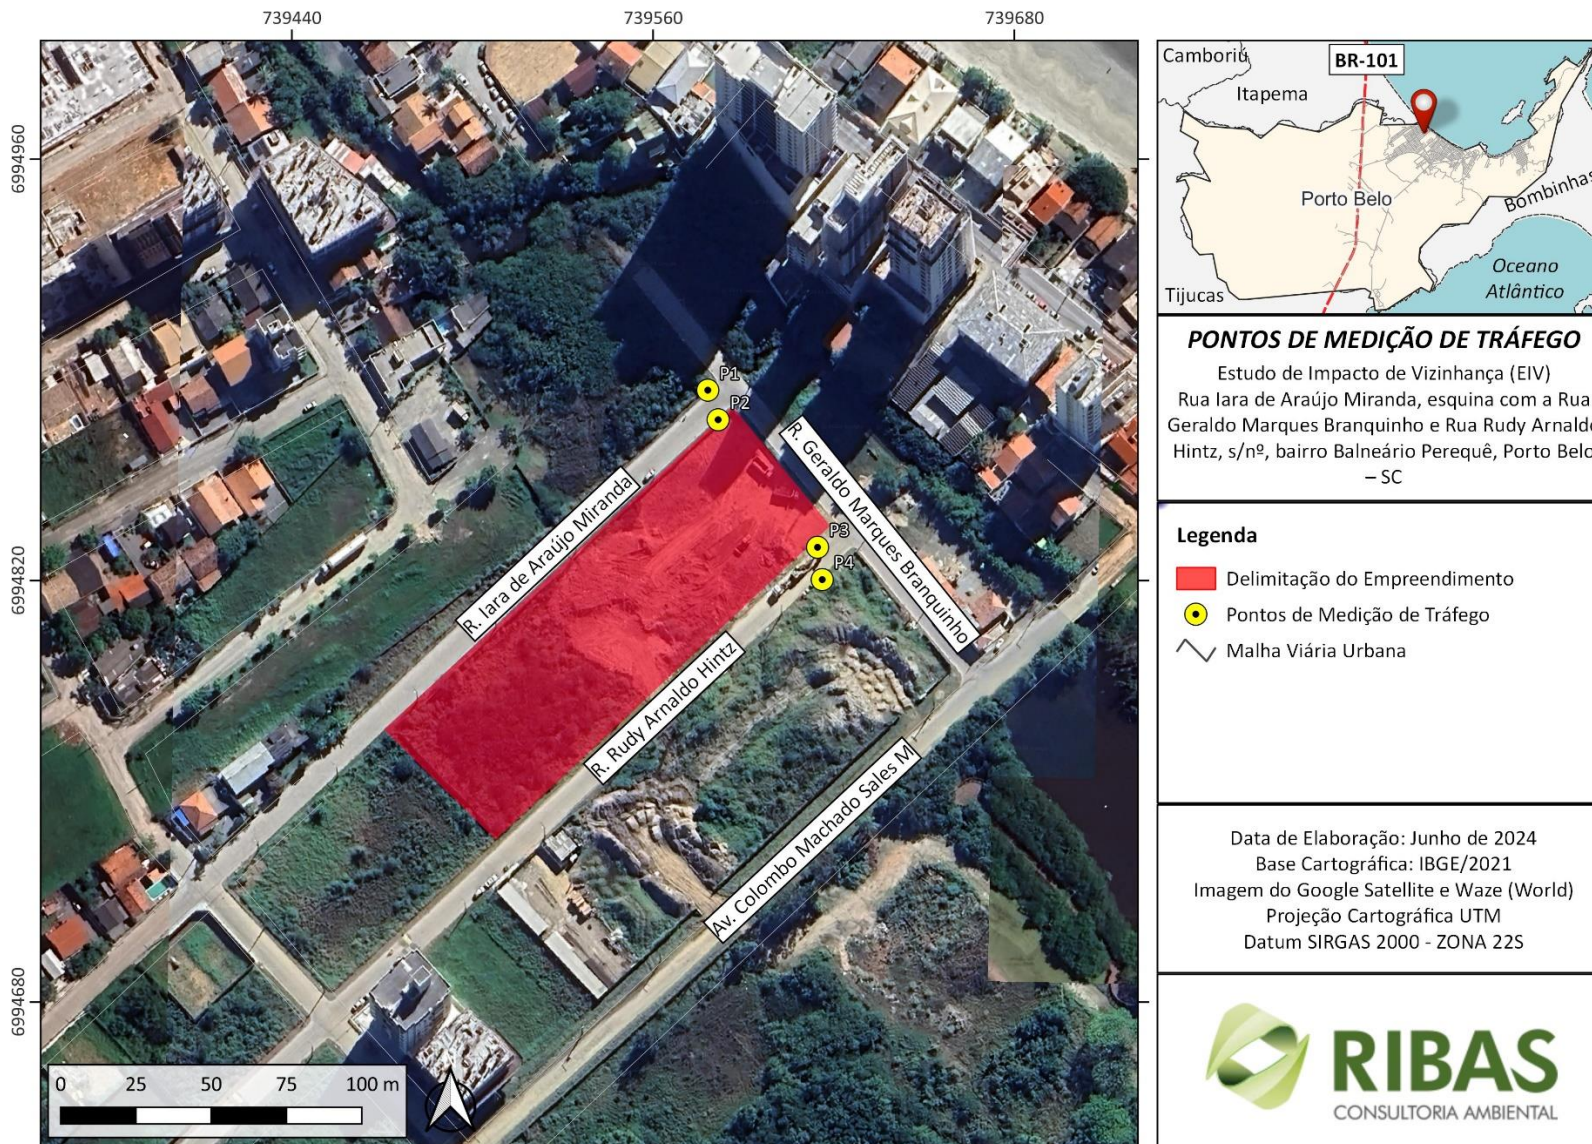 739440
739560
739680
6994960
6994820
6994680
P1
P2
P3
P4
R. Iara de Araújo Miranda
R. Geraldo Marques Branquinho
R. Rudy Arnaldo Hintz
Av. Colombo Machado Sales M
0 25 50 75 100 m
Camboriú
BR-101
Itapema
Porto Belo
Bombinhas
Tijucas
Oceano
Atlântico
PONTOS DE MEDIÇÃO DE TRÁFEGO
Estudo de Impacto de Vizinhança (EIV)
Rua Iara de Araújo Miranda, esquina com a Rua
Geraldo Marques Branquinho e Rua Rudy Arnaldo
Hintz, s/nº, bairro Balneário Perequê, Porto Belo
– SC
Legenda
Delimitação do Empreendimento
Pontos de Medição de Tráfego
Malha Viária Urbana
Data de Elaboração: Junho de 2024
Base Cartográfica: IBGE/2021
Imagem do Google Satellite e Waze (World)
Projeção Cartográfica UTM
Datum SIRGAS 2000 - ZONA 22S
RIBAS
CONSULTORIA AMBIENTAL